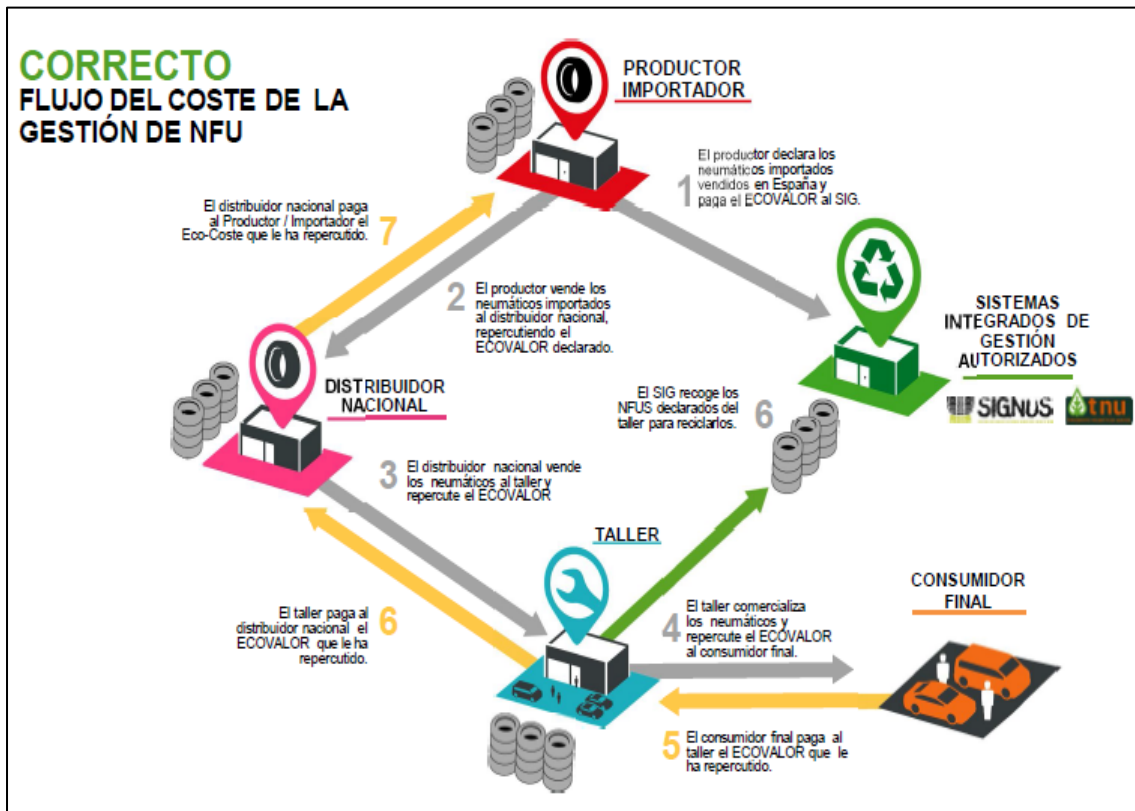 CORRECTO
FLUJO DEL COSTE DE LA
GESTIÓN DE NFU
PRODUCTOR
IMPORTADOR
1
El productor declara los
neumáticos importados
vendidos en España y
paga el ECOVALOR al SIG.
El distribuidor nacional paga
al Productor / Importador el
Eco-Coste que le ha repercutido.
7
2
El productor vende los
neumáticos importados
al distribuidor nacional,
repercutiendo el
ECOVALOR declarado.
SISTEMAS
INTEGRADOS DE
GESTIÓN
AUTORIZADOS
SIGNUS
tnu
DISTRIBUIDOR
NACIONAL
El SIG recoge los
NFUS declarados del
taller para reciclarlos.
6
3
El distribuidor nacional vende
los neumáticos al taller y
repercute el ECOVALOR
TALLER
CONSUMIDOR
FINAL
El taller paga al
distribuidor nacional el
ECOVALOR que le ha
repercutido.
6
4
El taller comercializa
los neumáticos y
repercute el ECOVALOR
al consumidor final.
5
El consumidor final paga al
taller el ECOVALOR que le
ha repercutido.